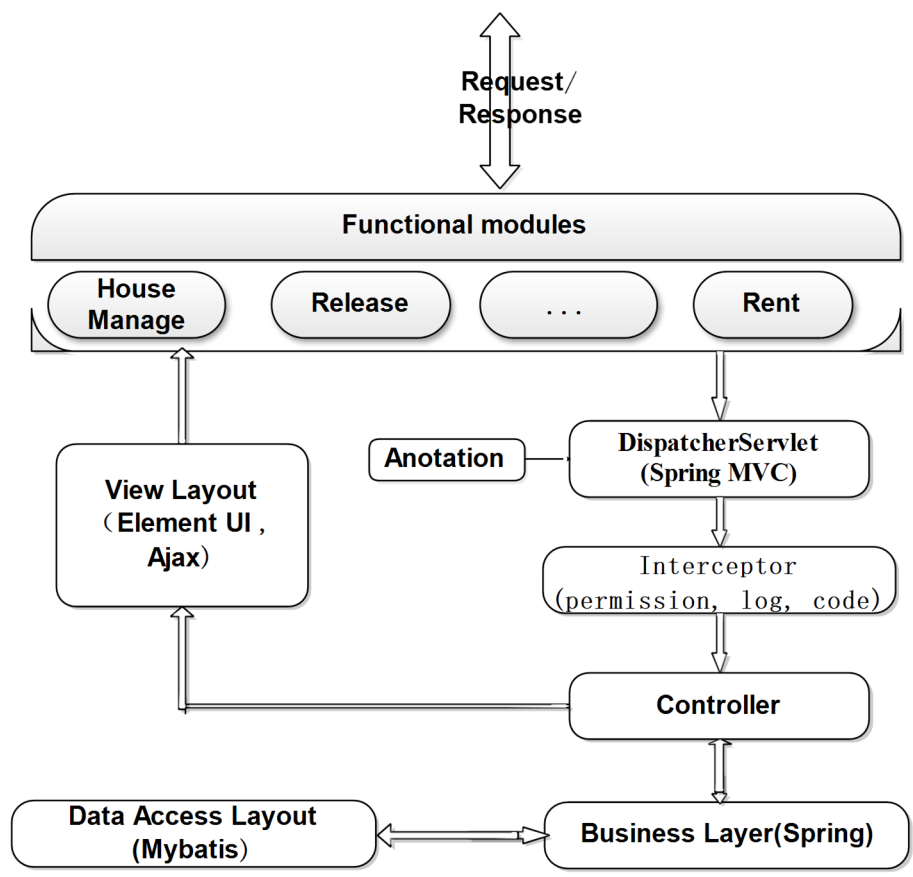 Request/
Response
Functional modules
House
Manage
Release
...
Rent
Anotation
DispatcherServlet
(Spring MVC)
View Layout
（Element UI ,
Ajax）
Interceptor
(permission, log, code)
Controller
Data Access Layout
(Mybatis）
Business Layer(Spring)